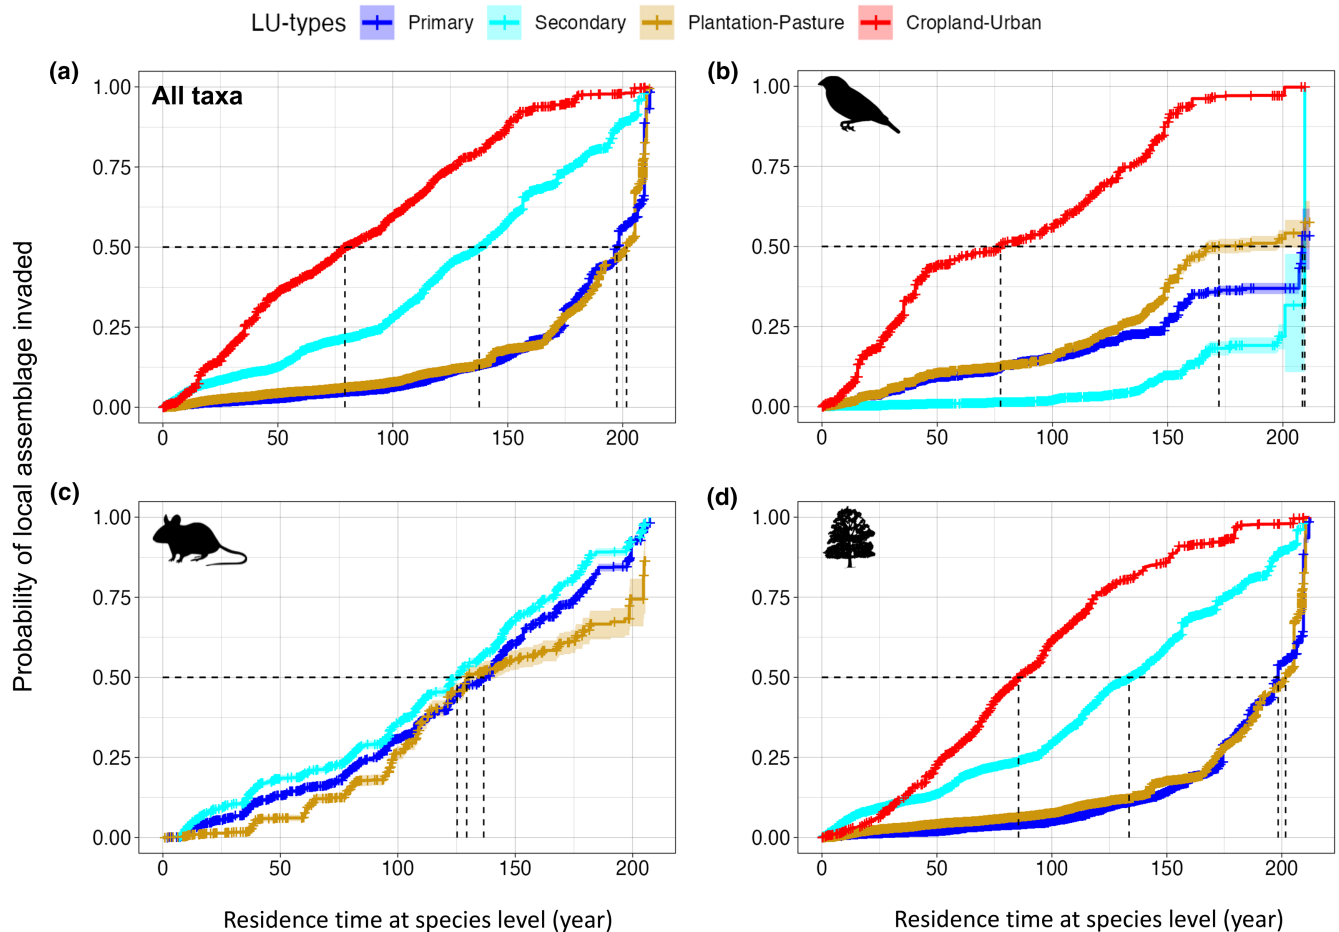 LU-types Primary Secondary Plantation-Pasture Cropland-Urban
(a) (b)
All taxa
1.00
0.75
0.50
0.25
0.00
0 50 100 150 200
1.00
0.75
0.50
0.25
0.00
0 50 100 150 200
Probability of local assemblage invaded
(c) (d)
1.00
0.75
0.50
0.25
0.00
0 50 100 150 200
1.00
0.75
0.50
0.25
0.00
0 50 100 150 200
Residence time at species level (year) Residence time at species level (year)